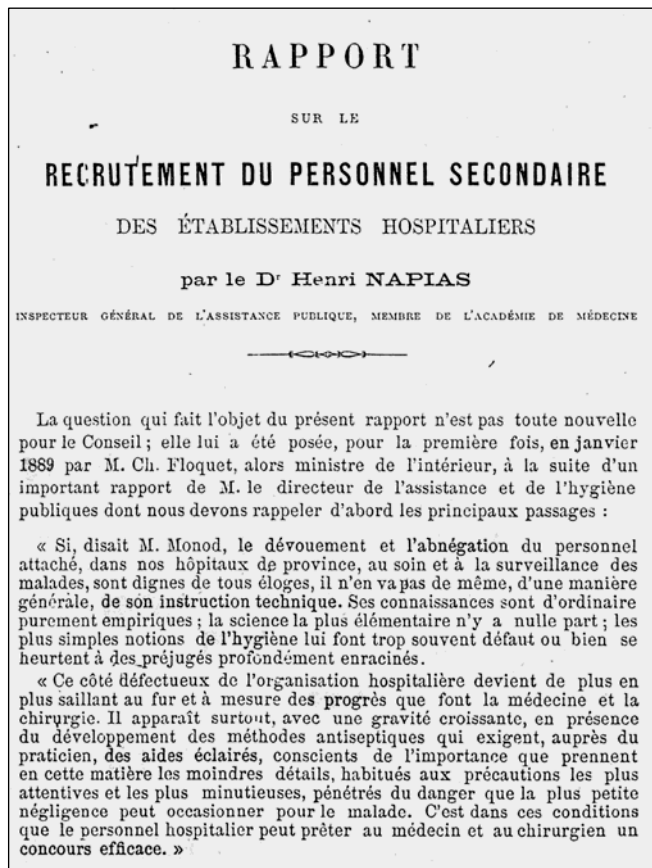 RAPPORT
SUR LE
RECRUTEMENT DU PERSONNEL SECONDAIRE
DES ÉTABLISSEMENTS HOSPITALIERS
par le Dr Henri NAPIAS
INSPECTEUR GÉNÉRAL DE L'ASSISTANCE PUBLIQUE, MEMBRE DE L'ACADÉMIE DE MÉDECINE
La question qui fait l'objet du présent rapport n'est pas toute nouvelle
pour le Conseil ; elle lui a été posée, pour la première fois, en janvier
1889 par M. Ch. Floquet, alors ministre de l'intérieur, à la suite d'un
important rapport de M. le directeur de l'assistance et de l'hygiène
publiques dont nous devons rappeler d'abord les principaux passages :
« Si, disait M. Monod, le dévouement et l'abnégation du personnel
attaché, dans nos hôpitaux de province, au soin et à la surveillance des
malades, sont dignes de tous éloges, il n'en va pas de même, d'une manière
générale, de son instruction technique. Ses connaissances sont d'ordinaire
purement empiriques ; la science la plus élémentaire n'y a nulle part ; les
plus simples notions de l'hygiène lui font trop souvent défaut ou bien se
heurtent à des préjugés profondément enracinés.
« Ce côté défectueux de l'organisation hospitalière devient de plus en
plus saillant au fur et à mesure des progrès que font la médecine et la
chirurgie. Il apparaît surtout, avec une gravité croissante, en présence
du développement des méthodes antiseptiques qui exigent, auprès du
praticien, des aides éclairés, conscients de l'importance que prennent
en cette matière les moindres détails, habitués aux précautions les plus
attentives et les plus minutieuses, pénétrés du danger que la plus petite
négligence peut occasionner pour le malade. C'est dans ces conditions
que le personnel hospitalier peut prêter au médecin et au chirurgien un
concours efficace. »